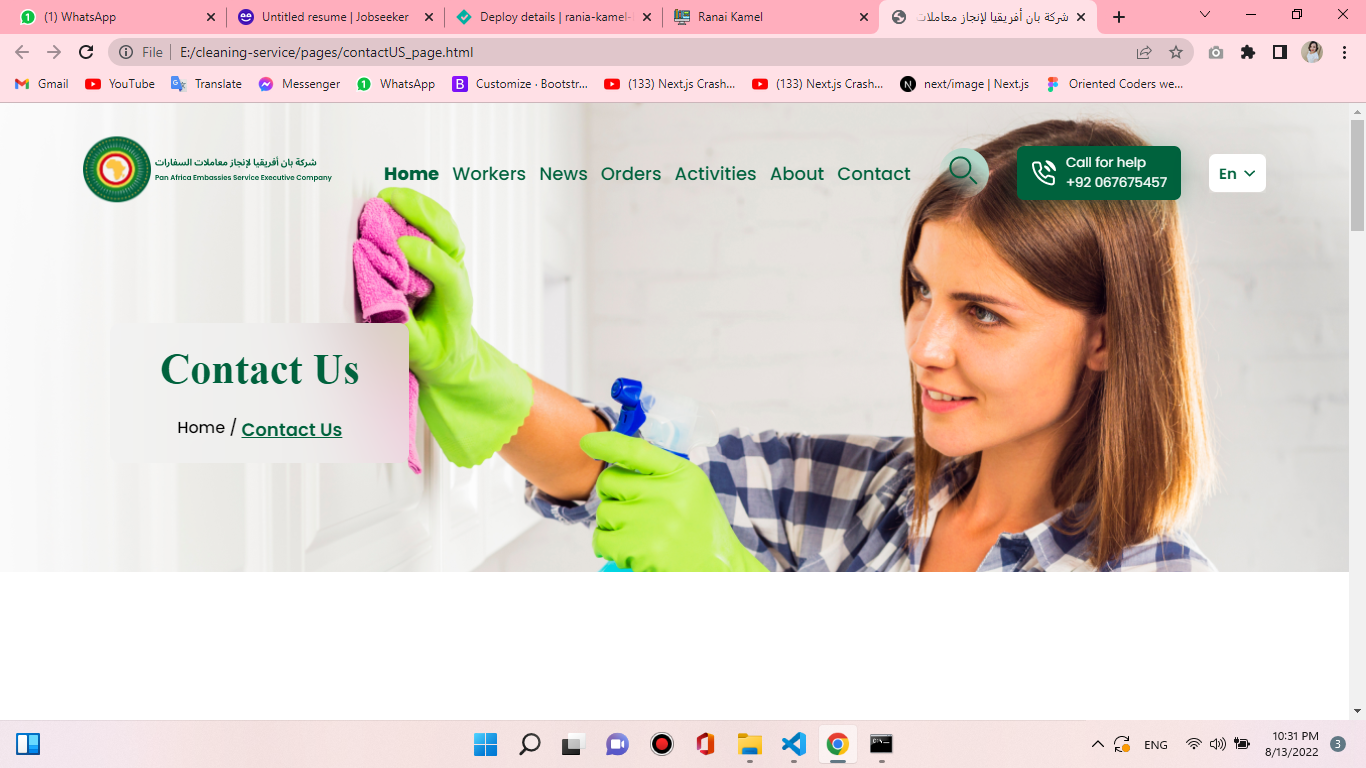 (1) WhatsApp
Untitled resume | Jobseeker
Deploy details | rania-kamel-
Ranai Kamel
شركة بان أفريقيا لإنجاز معاملات
File
E:/cleaning-service/pages/contactUS_page.html
Gmail
YouTube
Translate
Messenger
WhatsApp
Customize · Bootstr...
(133) Next.js Crash...
(133) Next.js Crash...
next/image | Next.js
Oriented Coders we...
شركة بان أفريقيا لإنجاز معاملات السفارات
Pan Africa Embassies Service Executive Company
Home
Workers
News
Orders
Activities
About
Contact
Call for help
+92 067675457
En
Contact Us
Home / Contact Us
ENG
10:31 PM
8/13/2022
3